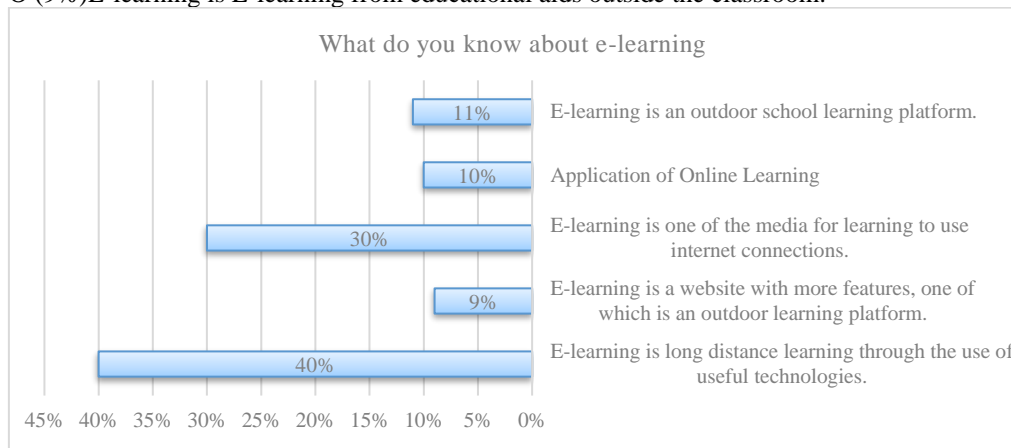 What do you know about e-learning
11%
E-learning is an outdoor school learning platform.
10%
Application of Online Learning
30%
E-learning is one of the media for learning to use
internet connections.
9%
E-learning is a website with more features, one of
which is an outdoor learning platform.
40%
E-learning is long distance learning through the use of
useful technologies.
45% 40% 35% 30% 25% 20% 15% 10% 5% 0%